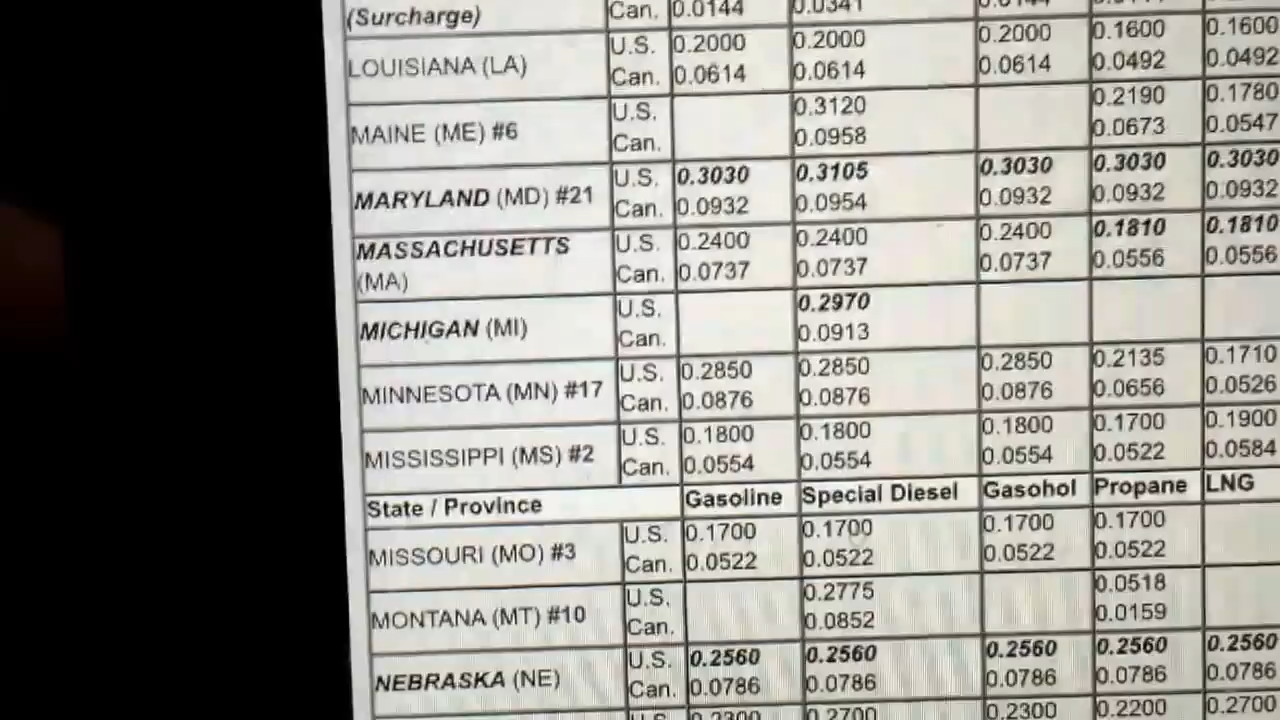 (Surcharge) Can. 0.0144 0.0341
LOUISIANA (LA) U.S. 0.2000 0.2000 0.2000 0.1600 0.1600
Can. 0.0614 0.0614 0.0614 0.0492 0.0492
MAINE (ME) #6 U.S. 0.3120 0.2190 0.1780
Can. 0.0958 0.0673 0.0547
MARYLAND (MD) #21 U.S. 0.3030 0.3105 0.3030 0.3030 0.3030
Can. 0.0932 0.0954 0.0932 0.0932 0.0932
MASSACHUSETTS U.S. 0.2400 0.2400 0.2400 0.1810 0.1810
(MA) Can. 0.0737 0.0737 0.0737 0.0556 0.0556
MICHIGAN (MI) U.S. 0.2970
Can. 0.0913
MINNESOTA (MN) #17 U.S. 0.2850 0.2850 0.2850 0.2135 0.1710
Can. 0.0876 0.0876 0.0876 0.0656 0.0526
MISSISSIPPI (MS) #2 U.S. 0.1800 0.1800 0.1800 0.1700 0.1900
Can. 0.0554 0.0554 0.0554 0.0522 0.0584
State / Province Gasoline Special Diesel Gasohol Propane LNG
MISSOURI (MO) #3 U.S. 0.1700 0.1700 0.1700 0.1700
Can. 0.0522 0.0522 0.0522 0.0522
MONTANA (MT) #10 U.S. 0.2775 0.0518
Can. 0.0852 0.0159
NEBRASKA (NE) U.S. 0.2560 0.2560 0.2560 0.2560 0.2560
Can. 0.0786 0.0786 0.0786 0.0786 0.0786
U.S. 0.2300 0.2700 0.2300 0.2200 0.2700